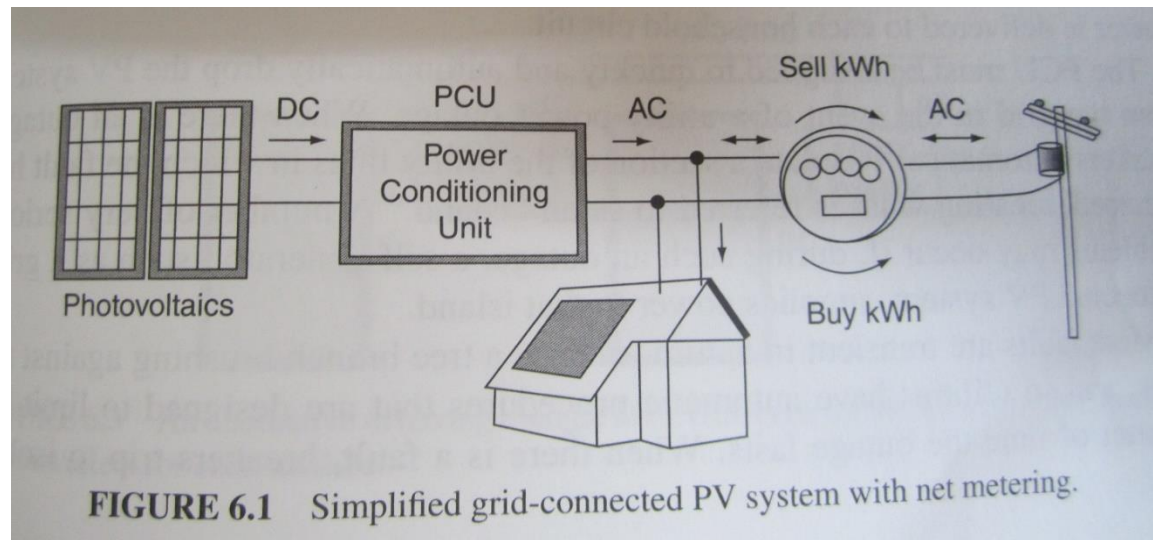 Sell kWh
DC
PCU
AC
AC
Power
Conditioning
Unit
Photovoltaics
Buy kWh
FIGURE 6.1 Simplified grid-connected PV system with net metering.